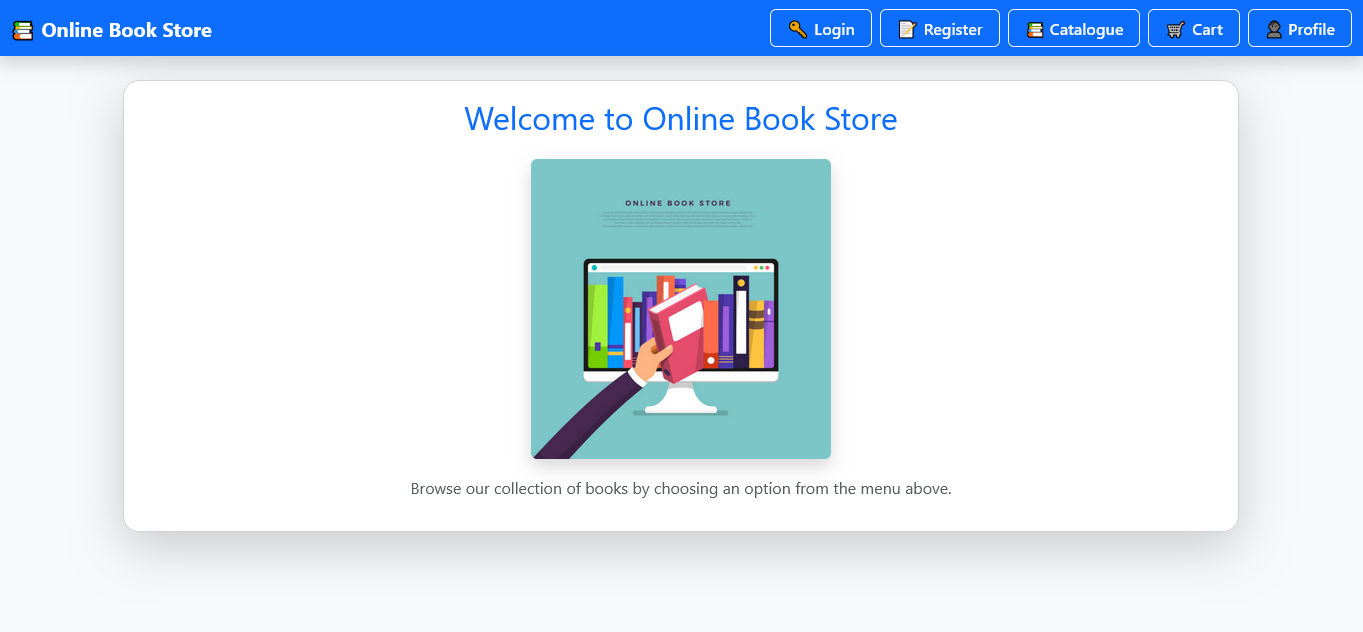 Online Book Store
Login
Register
Catalogue
Cart
Profile
Welcome to Online Book Store
ONLINE BOOK STORE
Browse our collection of books by choosing an option from the menu above.